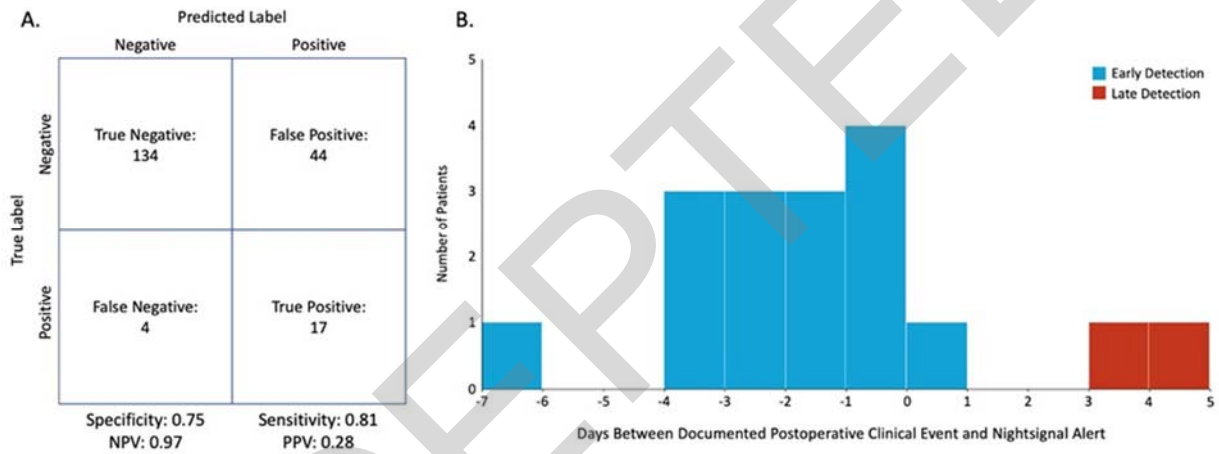 A.
Predicted Label
Negative
Positive
True Label
Negative
Positive
True Negative:
134
False Positive:
44
False Negative:
4
True Positive:
17
Specificity: 0.75
NPV: 0.97
Sensitivity: 0.81
PPV: 0.28
B.
Number of Patients
5
4
3
2
1
0
-7 -6 -5 -4 -3 -2 -1 0 1 2 3 4 5
Days Between Documented Postoperative Clinical Event and Nightsignal Alert
Early Detection
Late Detection
EPTE